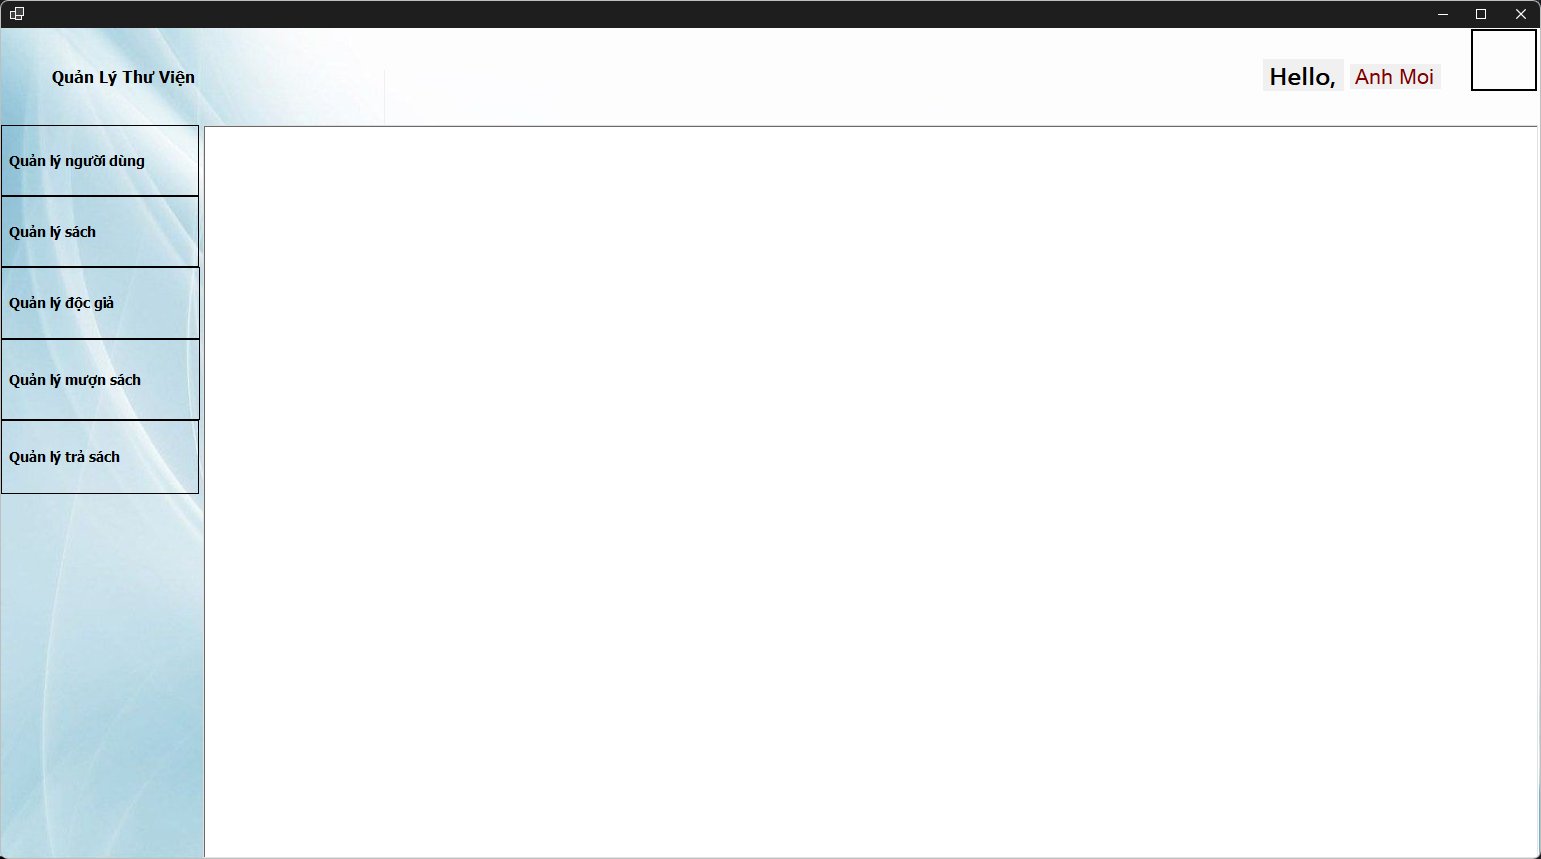 Quản Lý Thư Viện
Hello, Anh Moi
Quản lý người dùng
Quản lý sách
Quản lý độc giả
Quản lý mượn sách
Quản lý trả sách